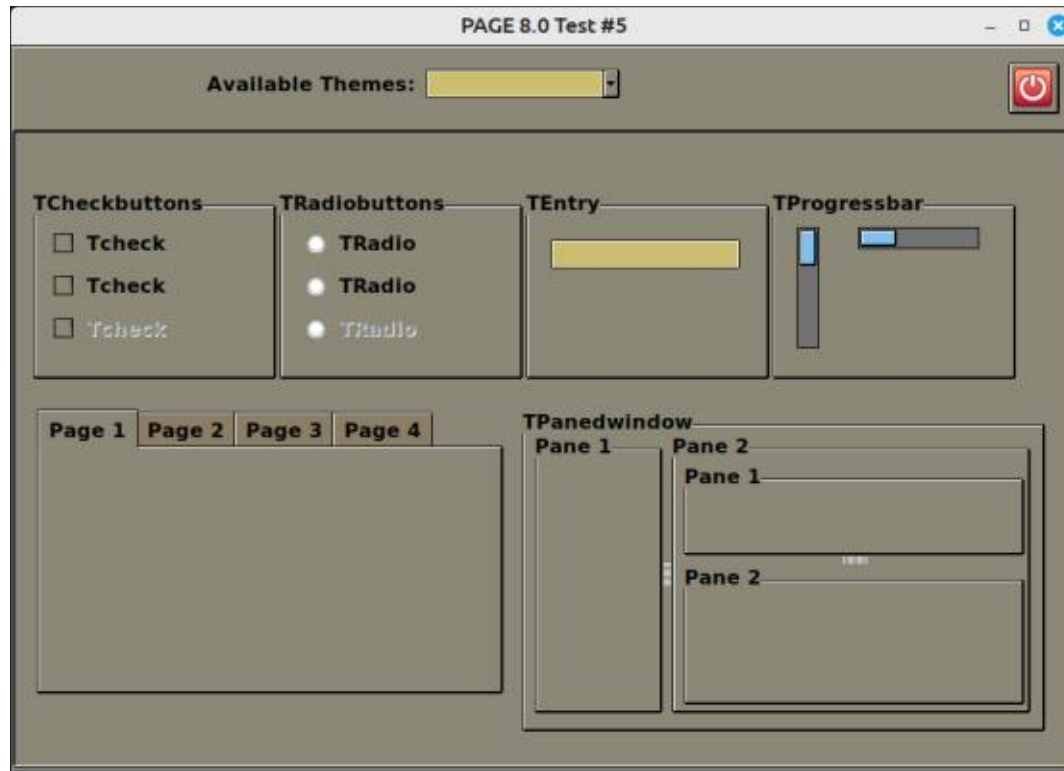 PAGE 8.0 Test #5
Available Themes:
TCheckbuttons
Tcheck
Tcheck
Tcheck
TRadiobuttons
TRadio
TRadio
TRadio
TEntry
TProgressbar
Page 1 Page 2 Page 3 Page 4
TPanedwindow
Pane 1
Pane 2
Pane 1
Pane 2